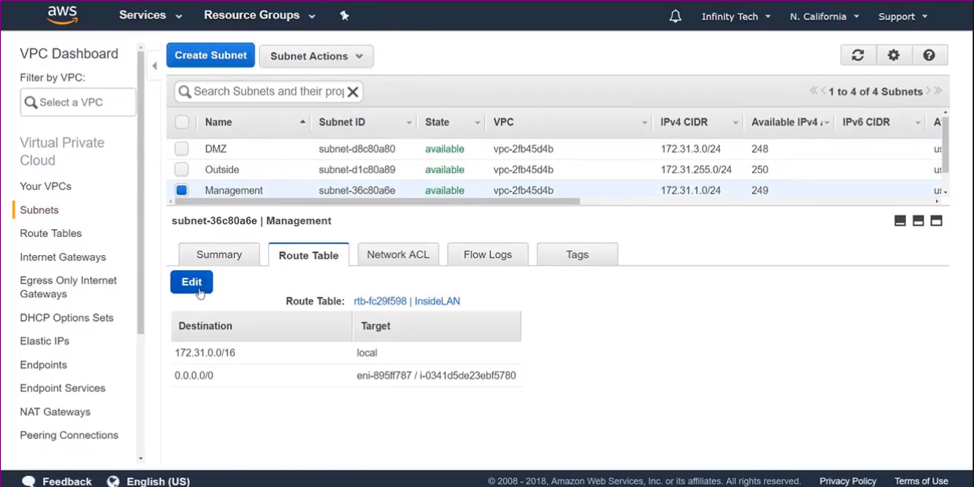 aws Services Resource Groups Infinity Tech N. California Support
VPC Dashboard
Filter by VPC:
Select a VPC
Virtual Private
Cloud
Your VPCs
Subnets
Route Tables
Internet Gateways
Egress Only Internet
Gateways
DHCP Options Sets
Elastic IPs
Endpoints
Endpoint Services
NAT Gateways
Peering Connections
Create Subnet Subnet Actions
Search Subnets and their prop 1 to 4 of 4 Subnets
Name Subnet ID State VPC IPv4 CIDR Available IPv4 IPv6 CIDR A
DMZ subnet-d8c80a80 available vpc-2fb45d4b 172.31.3.0/24 248
Outside subnet-d1c80a89 available vpc-2fb45d4b 172.31.255.0/24 250
Management subnet-36c80a6e available vpc-2fb45d4b 172.31.1.0/24 249
subnet-36c80a6e | Management
Summary Route Table Network ACL Flow Logs Tags
Edit
Route Table: rtb-fc29f598 | InsideLAN
Destination Target
172.31.0.0/16 local
0.0.0.0/0 eni-895ff787 / i-0341d5de23ebf5780
Feedback English (US) © 2008 - 2018, Amazon Web Services, Inc. or its affiliates. All rights reserved. Privacy Policy Terms of Use